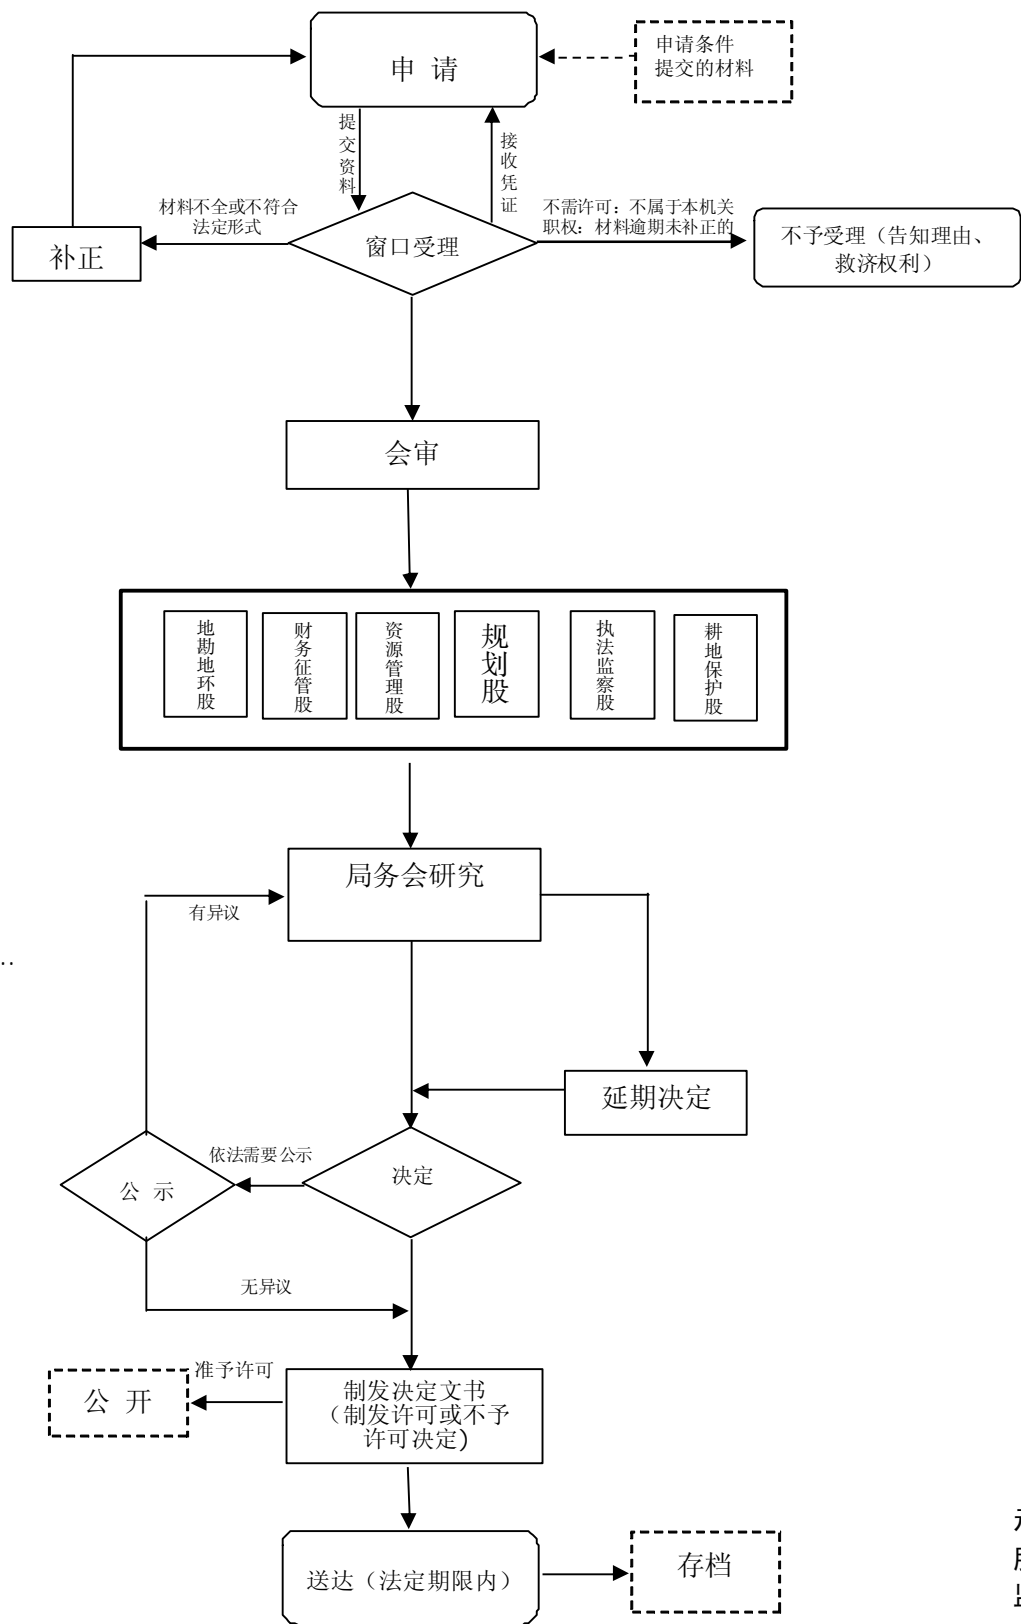 申 请
申请条件
提交的材料
提交资料
接收凭证
材料不全或不符合
法定形式
不需许可：不属于本机关
职权：材料逾期未补正的
补正
窗口受理
不予受理（告知理由、
救济权利）
会审
地勘地环股
财务征管股
资源管理股
规划股
执法监察股
耕地保护股
局务会研究
有异议
..
延期决定
依法需要公示
决定
公 示
无异议
准予许可
公 开
制发决定文书
（制发许可或不予
许可决定)
送达（法定期限内）
存档